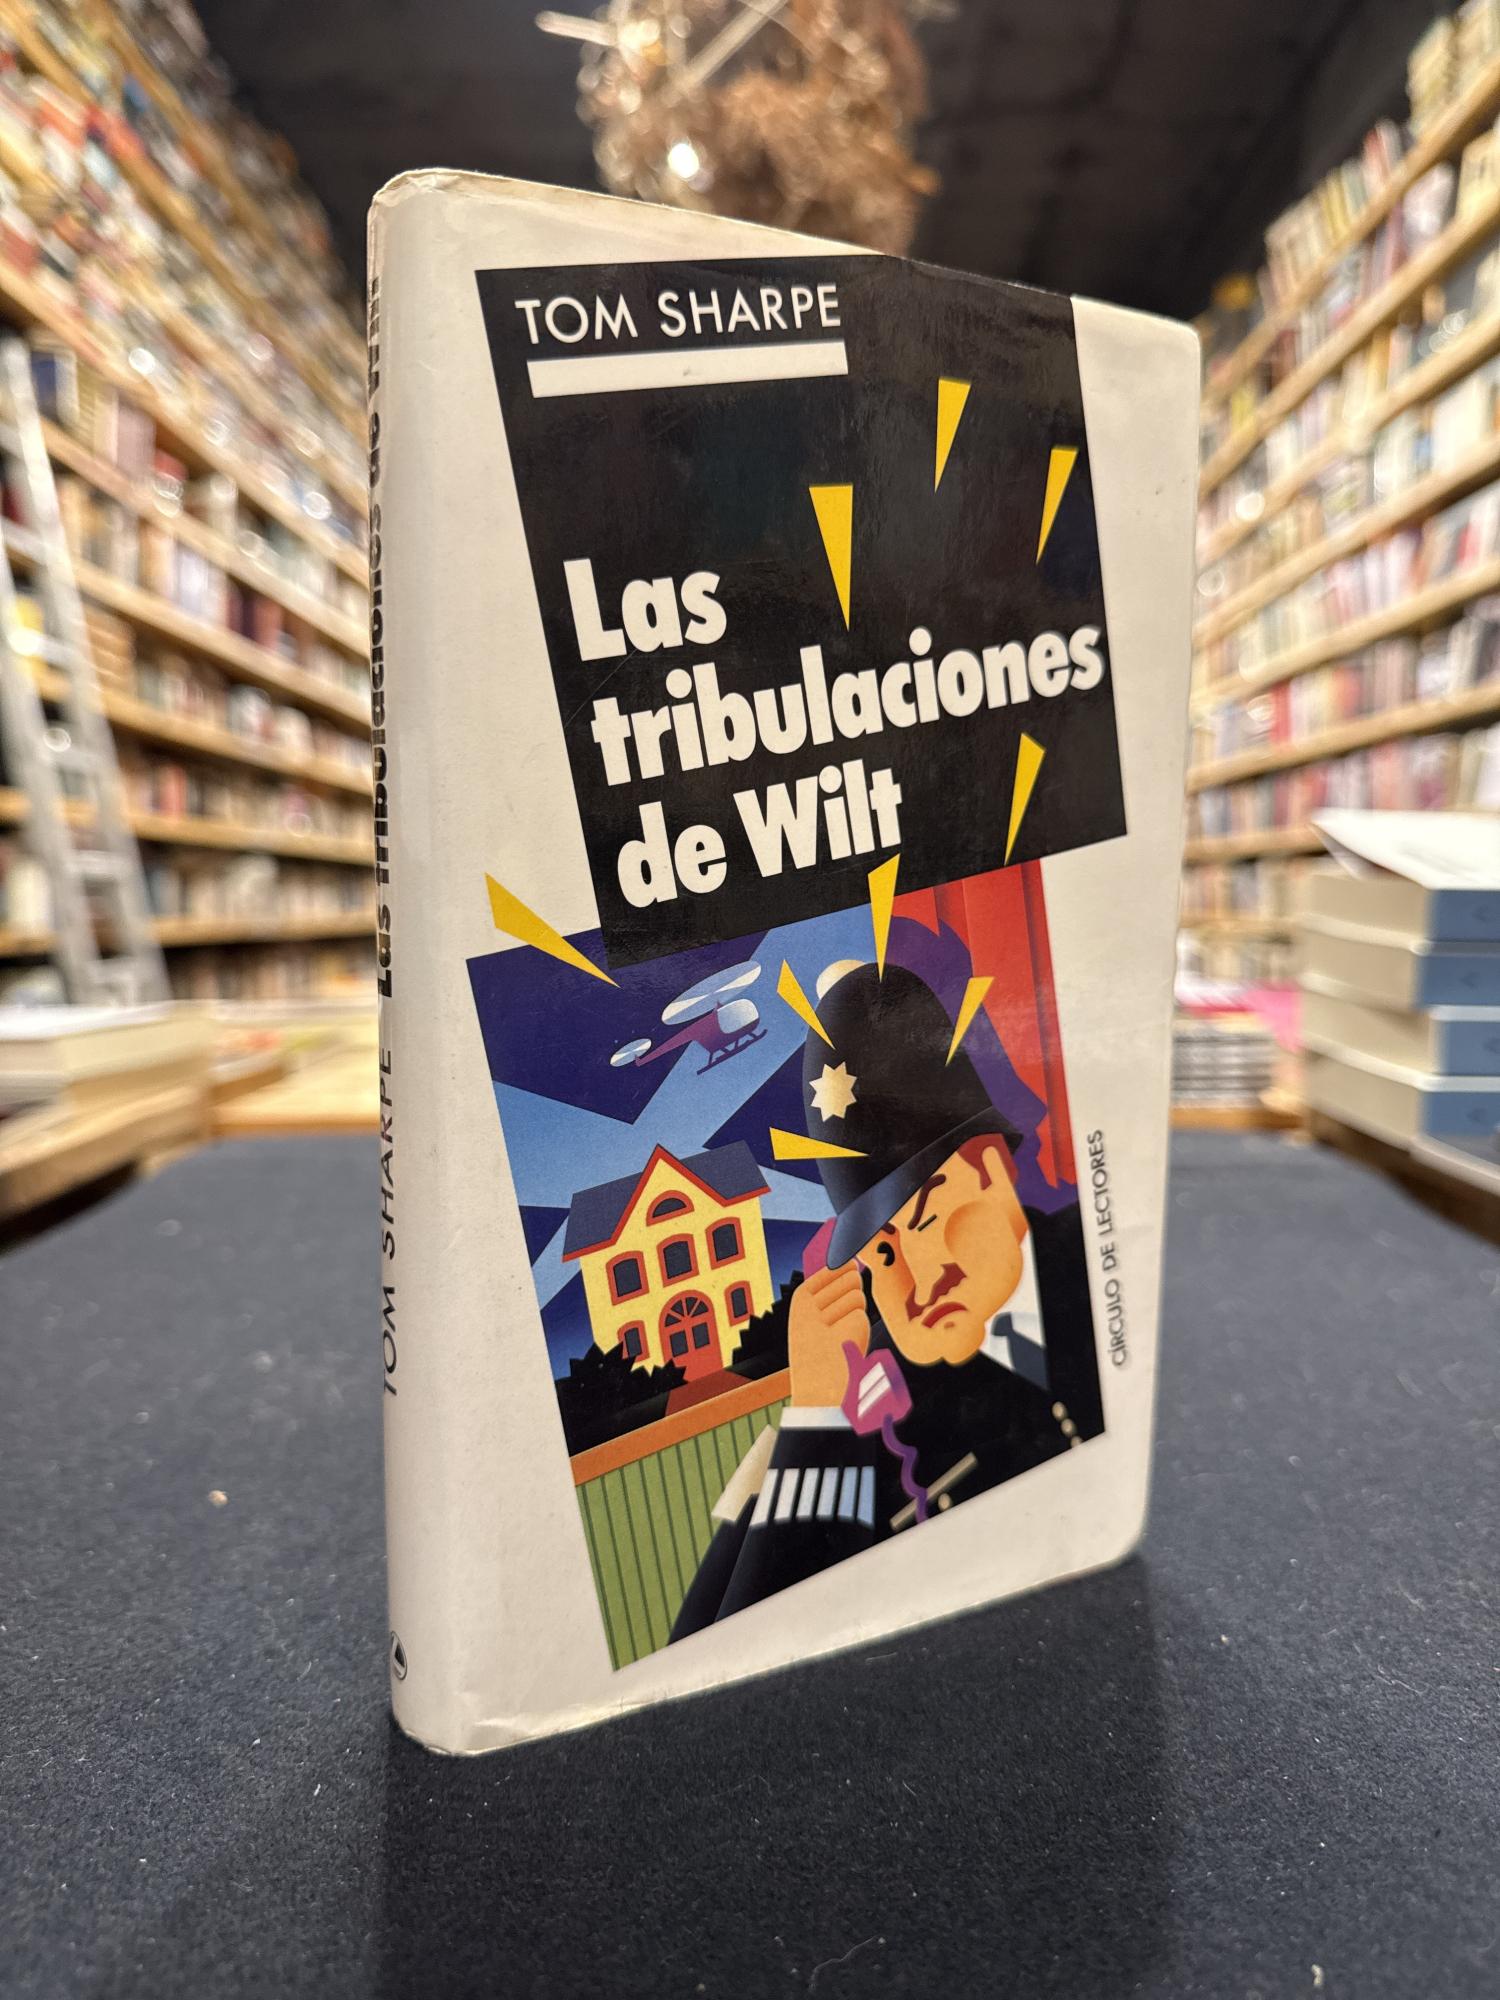 TOM SHARPE
Las
tribulaciones
de Wilt
CÍRCULO DE LECTORES
TOM SHARPE Las tribulaciones de Wilt